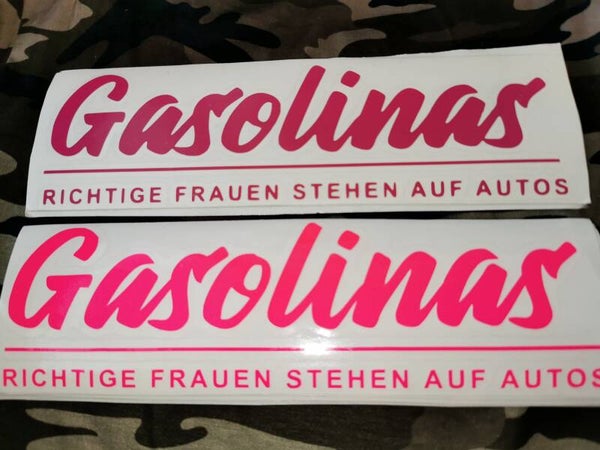 Gasolinas
RICHTIGE FRAUEN STEHEN AUF AUTOS
Gasolinas
RICHTIGE FRAUEN STEHEN AUF AUTOS